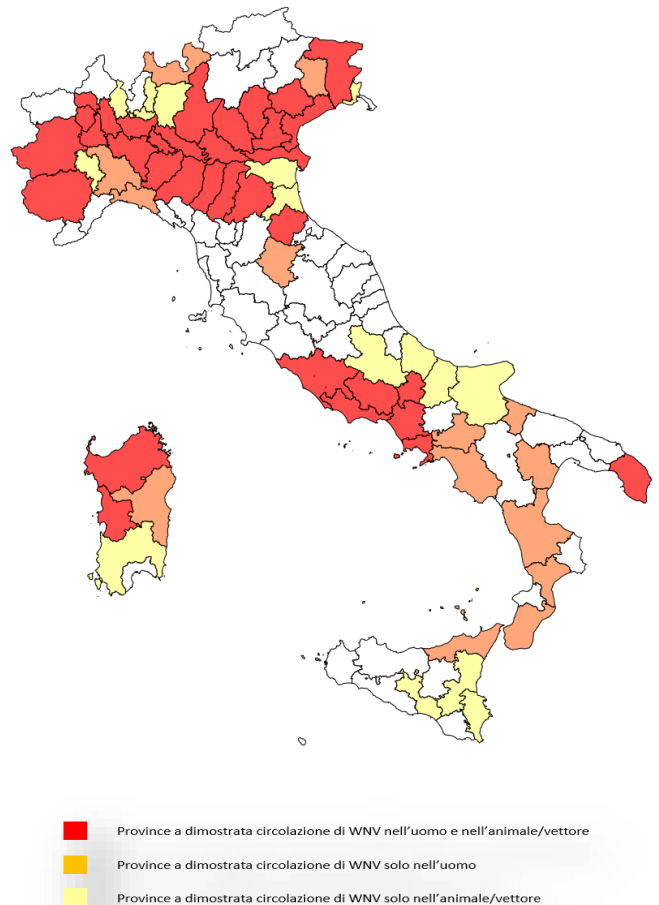 Province a dimostrata circolazione di WNV nell'uomo e nell'animale/vettore
Province a dimostrata circolazione di WNV solo nell'uomo
Province a dimostrata circolazione di WNV solo nell'animale/vettore